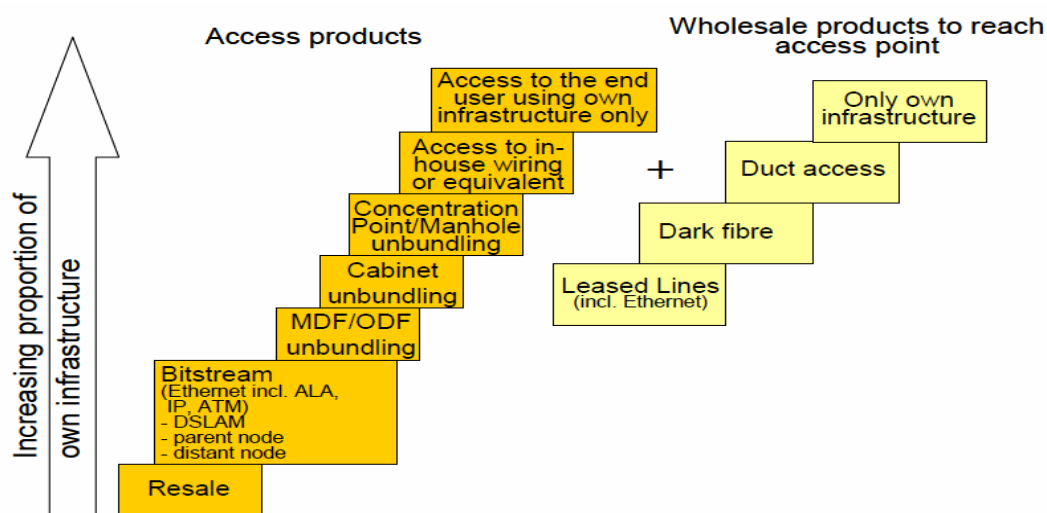 Access products
Wholesale products to reach
access point
Increasing proportion of
own infrastructure
Access to the end
user using own
infrastructure only
Access to in-
house wiring
or equivalent
Concentration
Point/Manhole
unbundling
Cabinet
unbundling
MDF/ODF
unbundling
Bitstream
(Ethernet incl. ALA,
IP, ATM)
- DSLAM
- parent node
- distant node
Resale
+
Only own
infrastructure
Duct access
Dark fibre
Leased Lines
(incl. Ethernet)